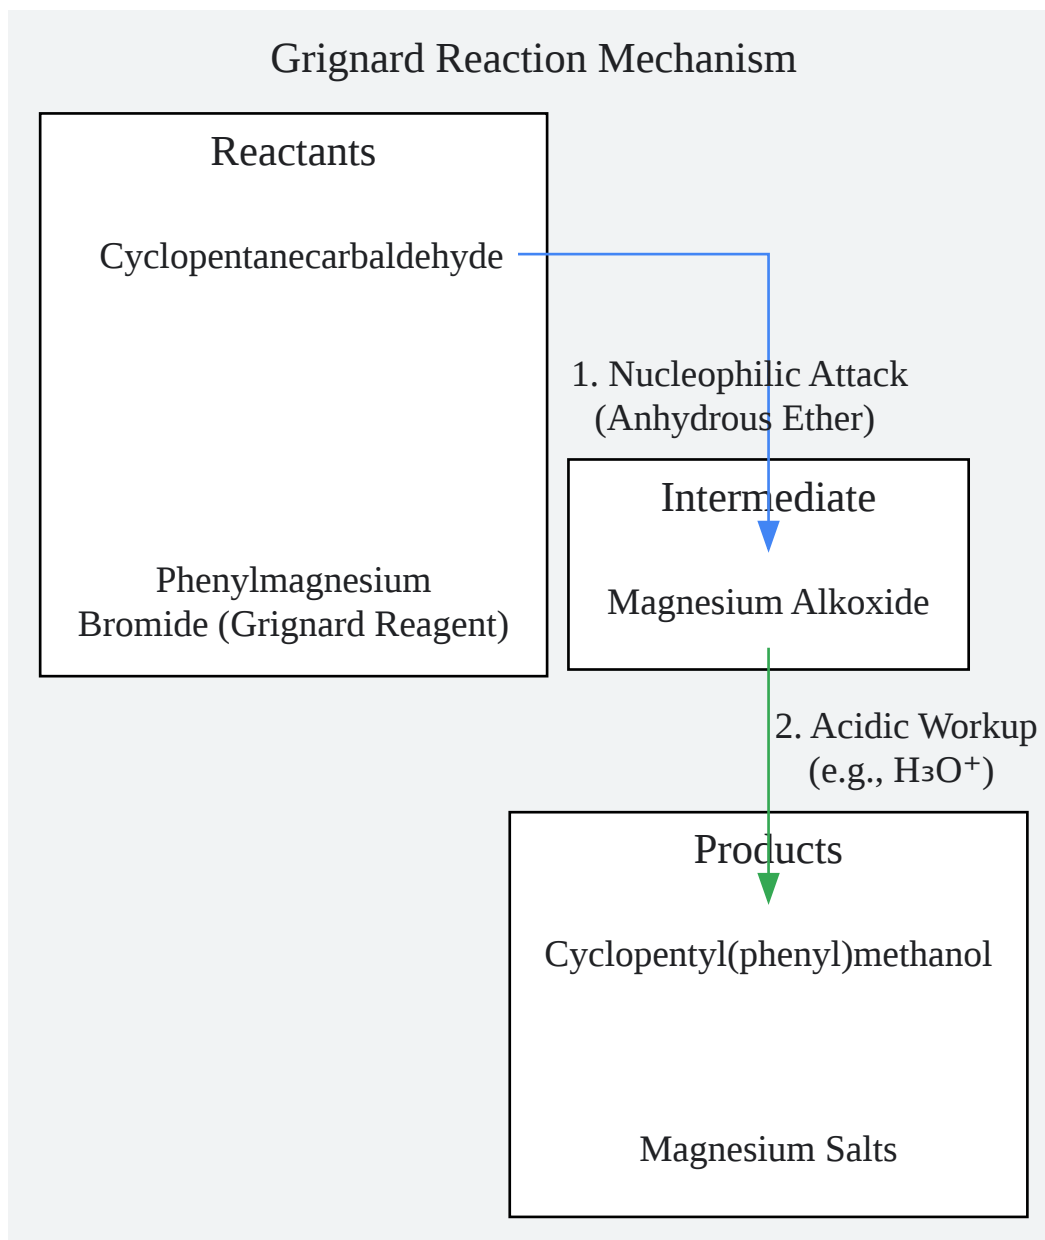 Grignard Reaction Mechanism
Reactants
Cyclopentanecarbaldehyde
1. Nucleophilic Attack
(Anhydrous Ether)
Intermediate
Phenylmagnesium
Bromide (Grignard Reagent)
Magnesium Alkoxide
2. Acidic Workup
(e.g., H₃O⁺)
Products
Cyclopentyl(phenyl)methanol
Magnesium Salts